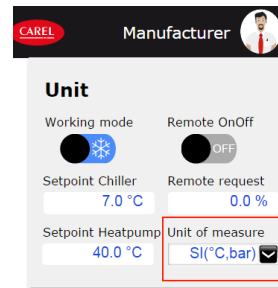 CAREL Manufacturer
Unit
Working mode Remote OnOff
OFF
Setpoint Chiller Remote request
7.0 °C 0.0 %
Setpoint Heatpump Unit of measure
40.0 °C SI(°C,bar)